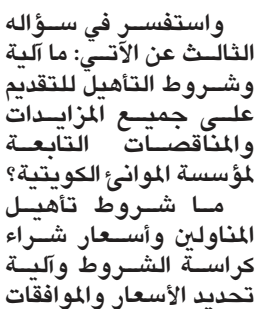 واستفسر في سؤاله
الثالث عن الآتي: ما آلية
وشروط التأهيل للتقديم
على جميع المزايدات
والمناقصات التابعة
لمؤسسة الموانئ الكويتية؟
ما شروط تأهيل
المناولين وأسعار شراء
كراسة الشروط وآلية
تحديد الأسعار والموافقات